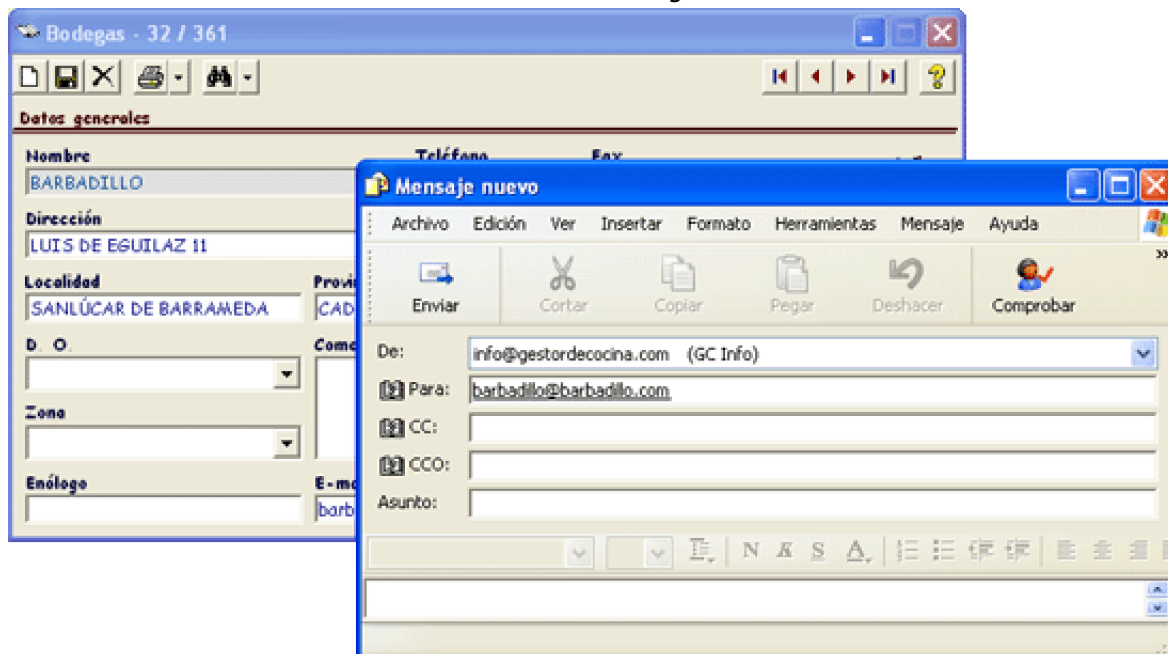 Bodegas - 32 / 361
Datos generales
Nombre Teléfono Fax
BARBADILLO
Dirección
LUIS DE EGUILAZ 11
Localidad
SANLÚCAR DE BARRAMEDA
D. O.
Zona
Enólogo
Mensaje nuevo
Archivo Edición Ver Insertar Formato Herramientas Mensaje Ayuda
Enviar Cortar Copiar Pegar Deshacer Comprobar
De: info@gestordecocina.com (GC Info)
Para: barbadillo@barbadillo.com
CC:
CCO:
Asunto:
N K S A